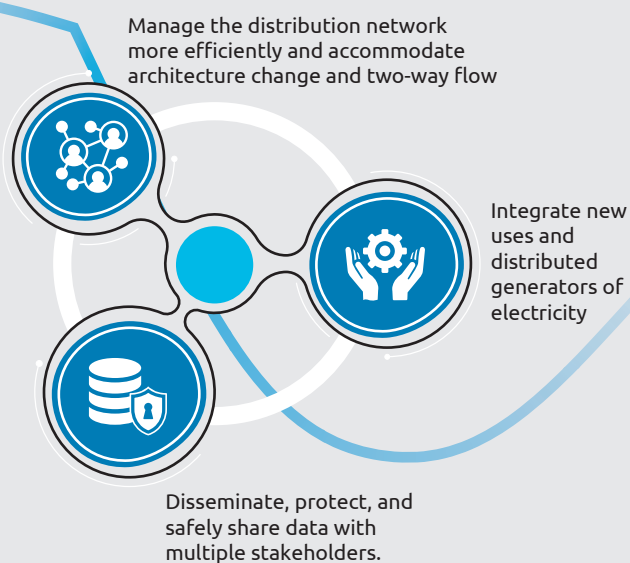 Manage the distribution network
more efficiently and accommodate
architecture change and two-way flow
Integrate new
uses and
distributed
generators of
electricity
Disseminate, protect, and
safely share data with
multiple stakeholders.